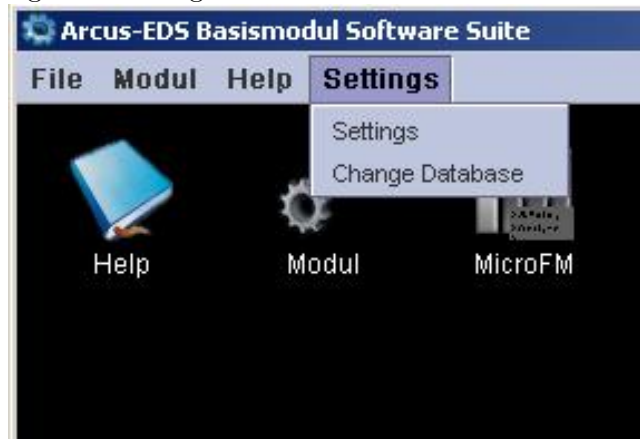 Arcus-EDS Basismodul Software Suite
File Modul Help Settings
Settings
Change Database
Help Modul MicroFM